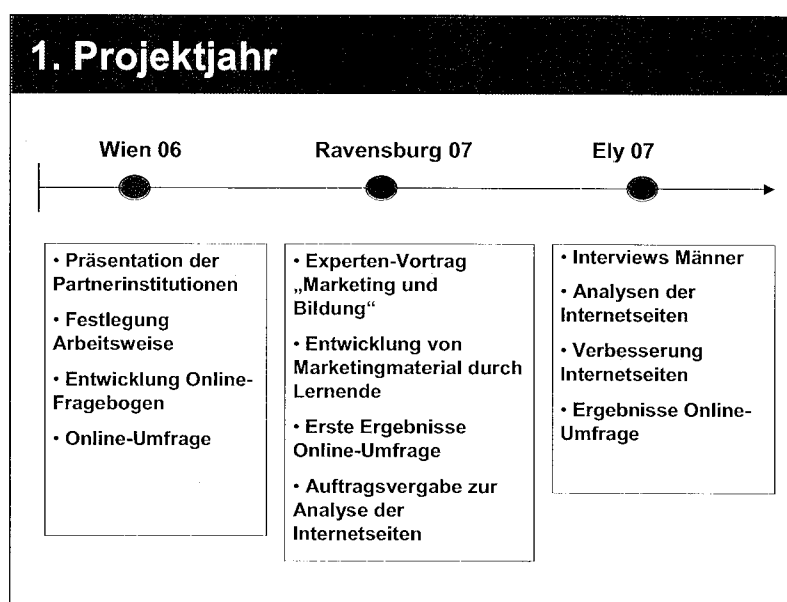 1. Projektjahr
Wien 06
Ravensburg 07
Ely 07
• Präsentation der
Partnerinstitutionen
• Festlegung
Arbeitsweise
• Entwicklung Online-
Fragebogen
• Online-Umfrage
• Experten-Vortrag
„Marketing und
Bildung“
• Entwicklung von
Marketingmaterial durch
Lernende
• Erste Ergebnisse
Online-Umfrage
• Auftragsvergabe zur
Analyse der
Internetseiten
• Interviews Männer
• Analysen der
Internetseiten
• Verbesserung
Internetseiten
• Ergebnisse Online-
Umfrage